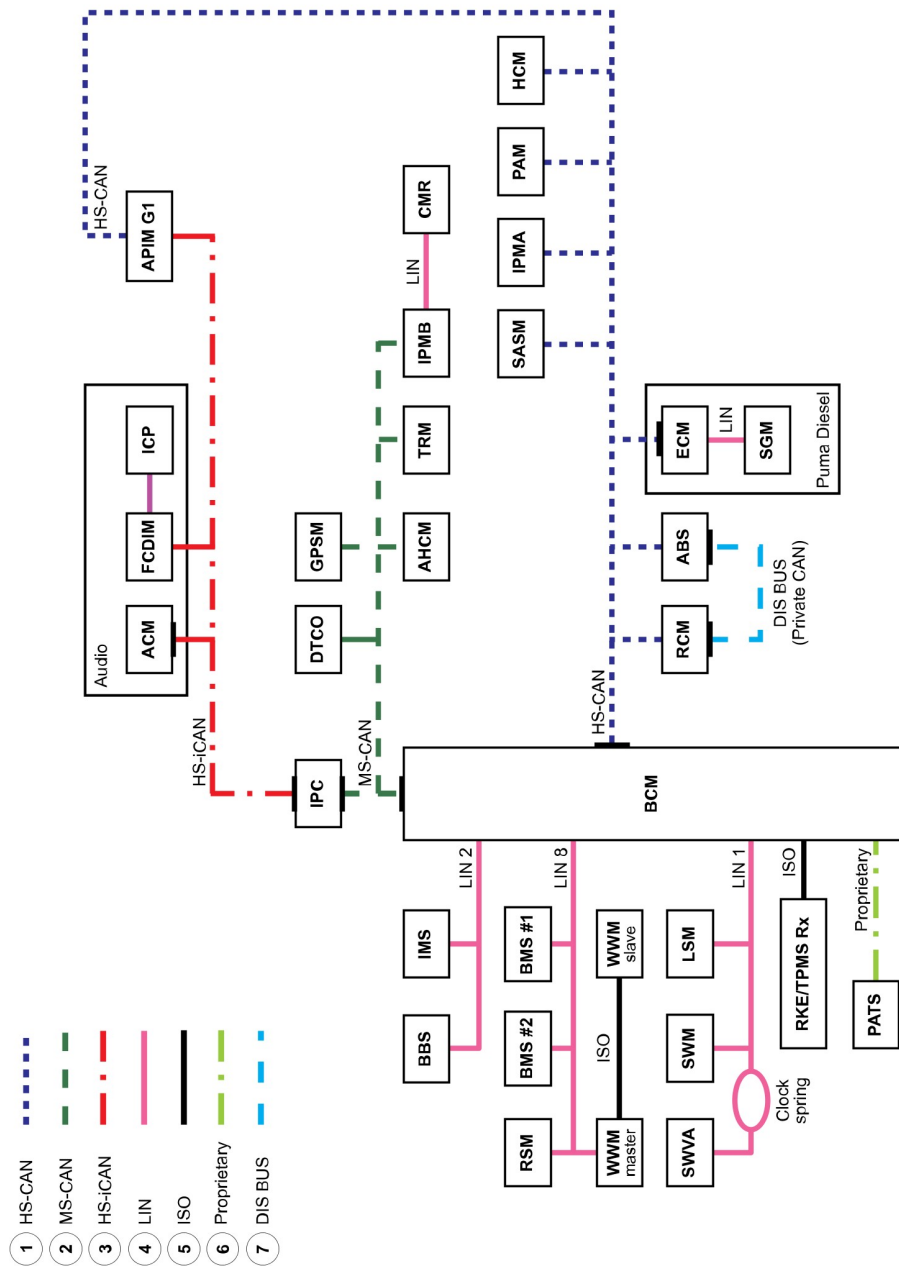 1 HS-CAN
2 MS-CAN
3 HS-iCAN
4 LIN
5 ISO
6 Proprietary
7 DIS BUS
Audio
ACM
FCDIM
ICP
APIM G1
HS-CAN
HS-iCAN
IPC
MS-CAN
DTCO
GPSM
AHCM
TRM
IPMB
LIN
CMR
BBS
IMS
LIN 2
RSM
BMS #2
BMS #1
LIN 8
WWM
master
ISO
WWM
slave
SWVA
Clock
spring
SWM
LSM
LIN 1
RKE/TPMS Rx
ISO
PATS
Proprietary
BCM
HS-CAN
SASM
IPMA
PAM
HCM
RCM
ABS
DIS BUS
(Private CAN)
ECM
LIN
SGM
Puma Diesel